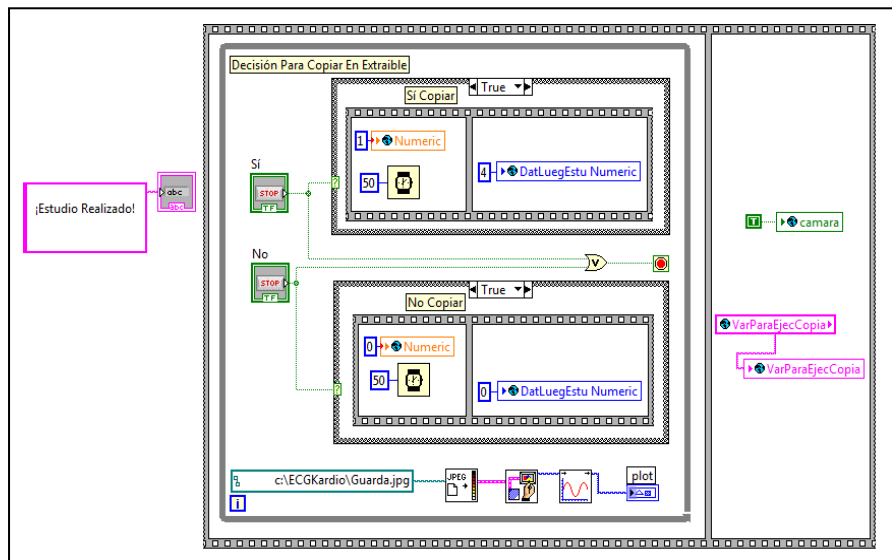 Decisión Para Copiar En Extraible
True
Sí Copiar
1 Numeric
50
4 DatLuegEstu Numeric
Sí
STOP
TF
¡Estudio Realizado!
abc
abc
No
STOP
TF
V
True
No Copiar
0 Numeric
50
0 DatLuegEstu Numeric
c:\ECGKardio\Guarda.jpg
JPEG
plot
i
T camara
VarParaEjecCopia
VarParaEjecCopia